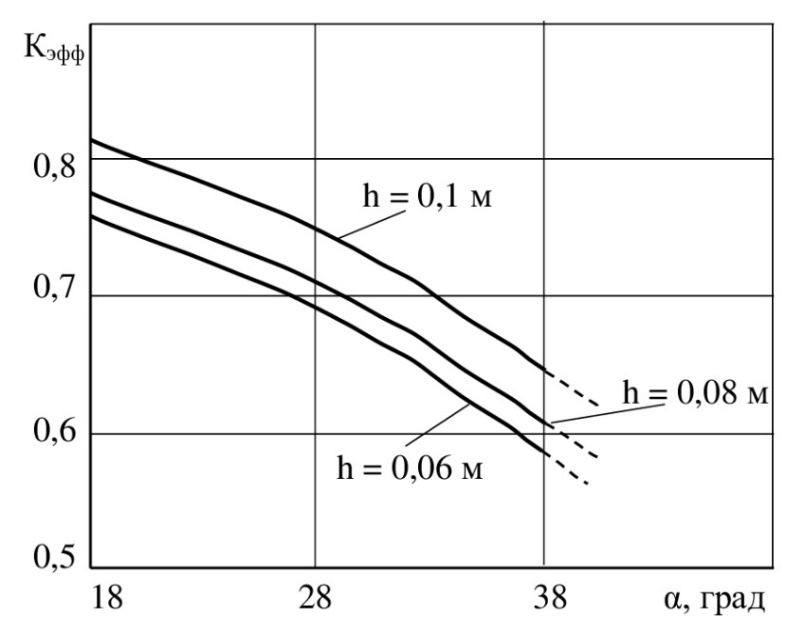 Кэфф
0,8
h = 0,1 м
0,7
h = 0,08 м
0,6
h = 0,06 м
0,5
18 28 38 α, град